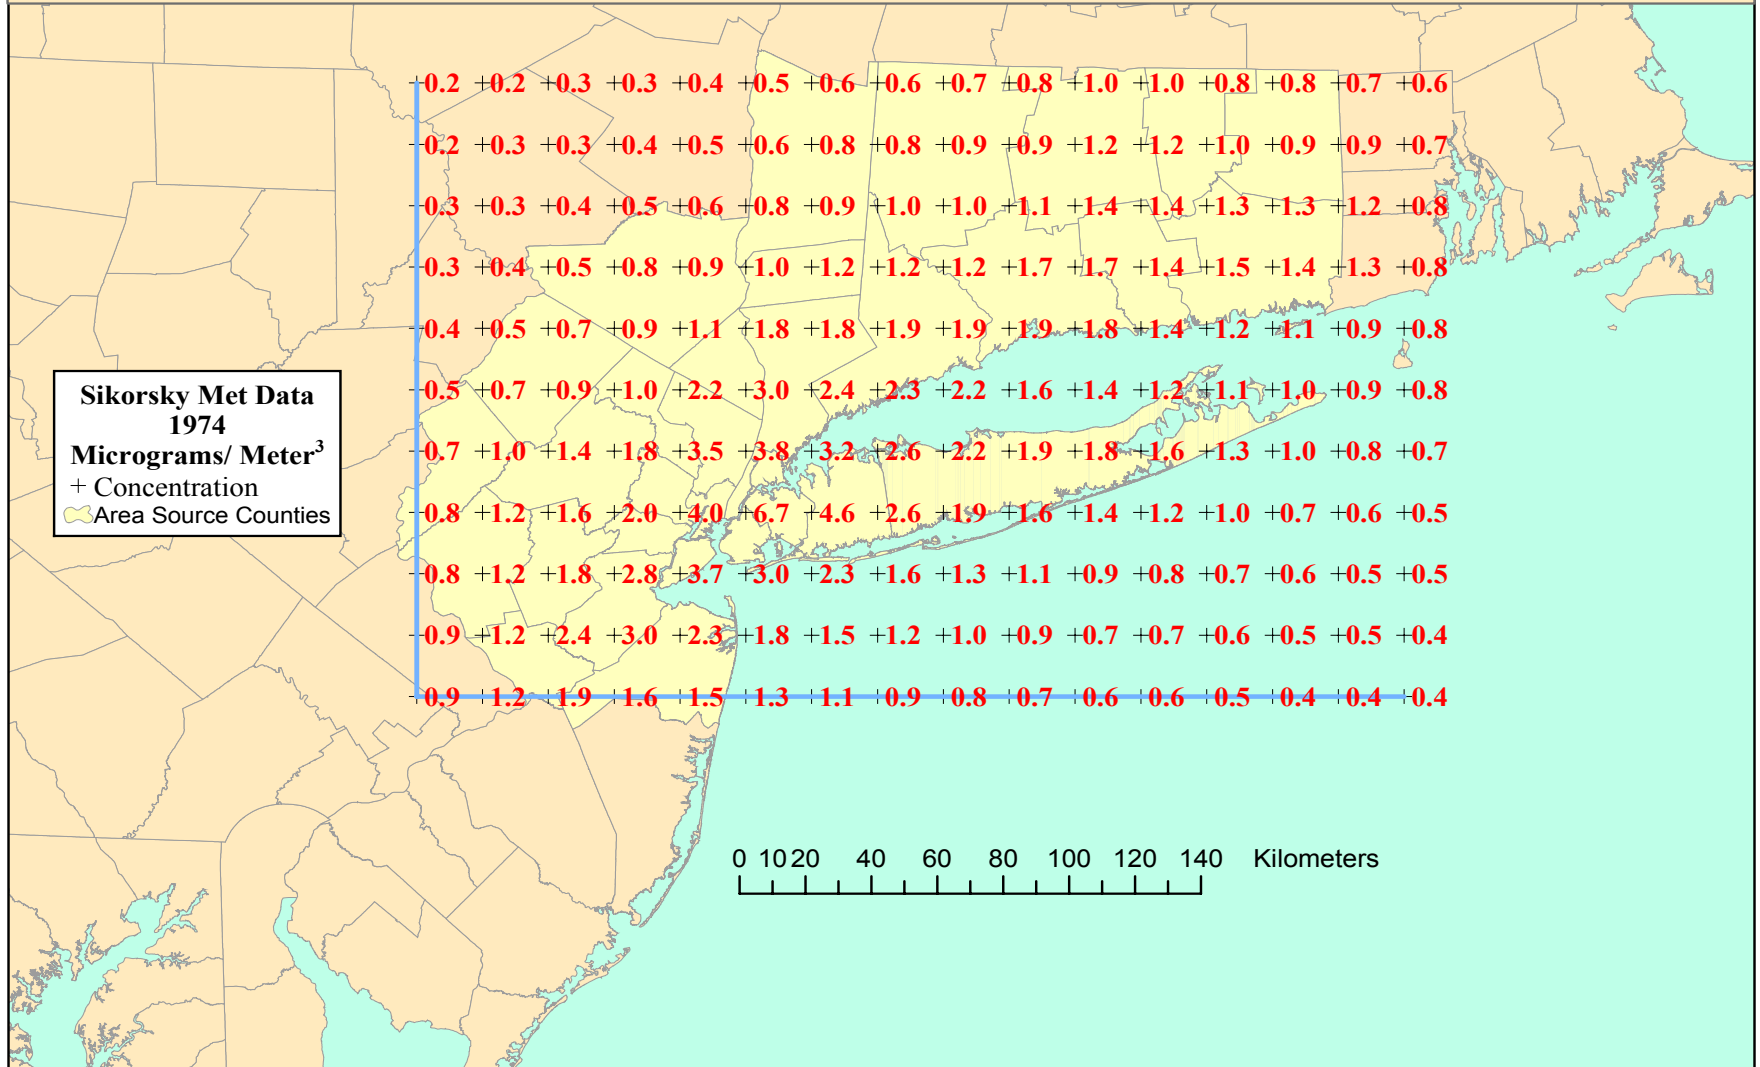 0.2 +0.2 +0.3 +0.3 +0.4 +0.5 +0.6 +0.6 +0.7 +0.8 +1.0 +1.0 +0.8 +0.8 +0.7 +0.6
0.2 +0.3 +0.3 +0.4 +0.5 +0.6 +0.8 +0.8 +0.9 +0.9 +1.2 +1.2 +1.0 +0.9 +0.9 +0.7
0.3 +0.3 +0.4 +0.5 +0.6 +0.8 +0.9 +1.0 +1.0 +1.1 +1.4 +1.4 +1.3 +1.3 +1.2 +0.8
0.3 +0.4 +0.5 +0.8 +0.9 +1.0 +1.2 +1.2 +1.2 +1.7 +1.7 +1.4 +1.5 +1.4 +1.3 +0.8
0.4 +0.5 +0.7 +0.9 +1.1 +1.8 +1.8 +1.9 +1.9 +1.9 +1.8 +1.4 +1.2 +1.1 +0.9 +0.8
0.5 +0.7 +0.9 +1.0 +2.2 +3.0 +2.4 +2.3 +2.2 +1.6 +1.4 +1.2 +1.1 +1.0 +0.9 +0.8
0.7 +1.0 +1.4 +1.8 +3.5 +3.8 +3.2 +2.6 +2.2 +1.9 +1.8 +1.6 +1.3 +1.0 +0.8 +0.7
0.8 +1.2 +1.6 +2.0 +4.0 +6.7 +4.6 +2.6 +1.9 +1.6 +1.4 +1.2 +1.0 +0.7 +0.6 +0.5
0.8 +1.2 +1.8 +2.8 +3.7 +3.0 +2.3 +1.6 +1.3 +1.1 +0.9 +0.8 +0.7 +0.6 +0.5 +0.5
0.9 +1.2 +2.4 +3.0 +2.3 +1.8 +1.5 +1.2 +1.0 +0.9 +0.7 +0.7 +0.6 +0.5 +0.5 +0.4
0.9 1.2 1.9 1.6 1.5 1.3 1.1 0.9 0.8 0.7 0.6 0.6 0.5 0.4 0.4 0.4
Sikorsky Met Data
1974
Micrograms/ Meter³
+ Concentration
Area Source Counties
0 10 20 40 60 80 100 120 140 Kilometers